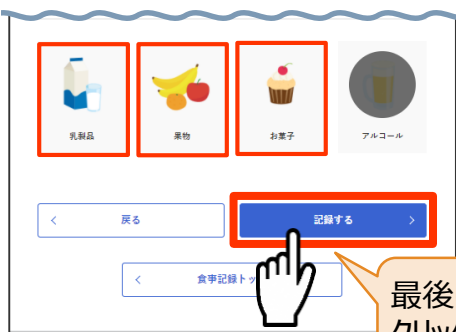 乳製品
果物
お菓子
アルコール
戻る
記録する
食事記録トッ
最後